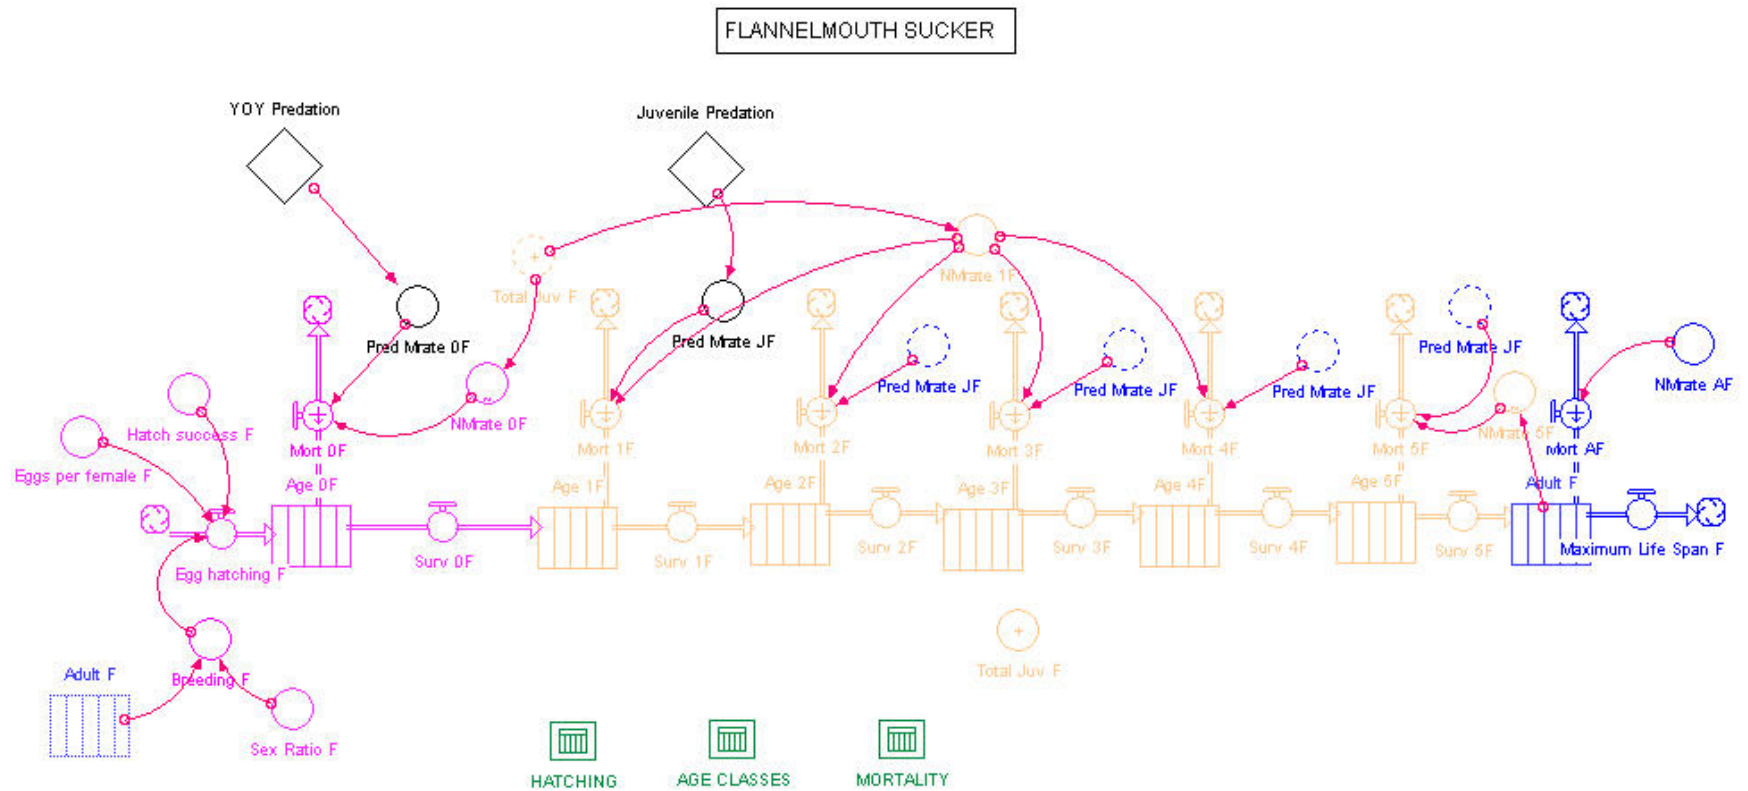 FLANNELMOUTH SUCKER
YOY Predation
Juvenile Predation
Total Juv F
NMrate 1F
Pred Mrate 0F
Pred Mrate JF
Pred Mrate JF
Pred Mrate JF
Pred Mrate JF
Pred Mrate JF
NMrate AF
Hatch success F
NMrate 0F
NMrate 5F
Eggs per female F
Mort 0F
Mort 1F
Mort 2F
Mort 3F
Mort 4F
Mort 5F
Mort AF
Age 0F
Age 1F
Age 2F
Age 3F
Age 4F
Age 5F
Adult F
Egg hatching F
Surv 0F
Surv 1F
Surv 2F
Surv 3F
Surv 4F
Surv 5F
Maximum Life Span F
Adult F
Breeding F
Total Juv F
Sex Ratio F
HATCHING
AGE CLASSES
MORTALITY